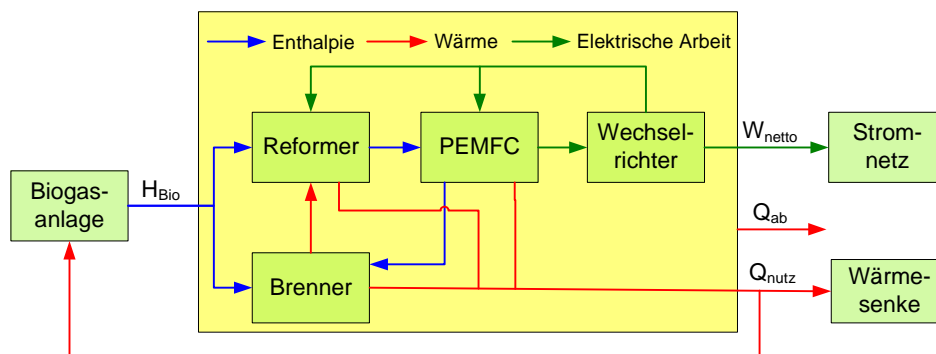 Enthalpie
Wärme
Elektrische Arbeit
Reformer
PEMFC
Wechsel-
richter
W_netto
Strom-
netz
Biogas-
anlage
H_Bio
Q_ab
Brenner
Q_nutz
Wärme-
senke